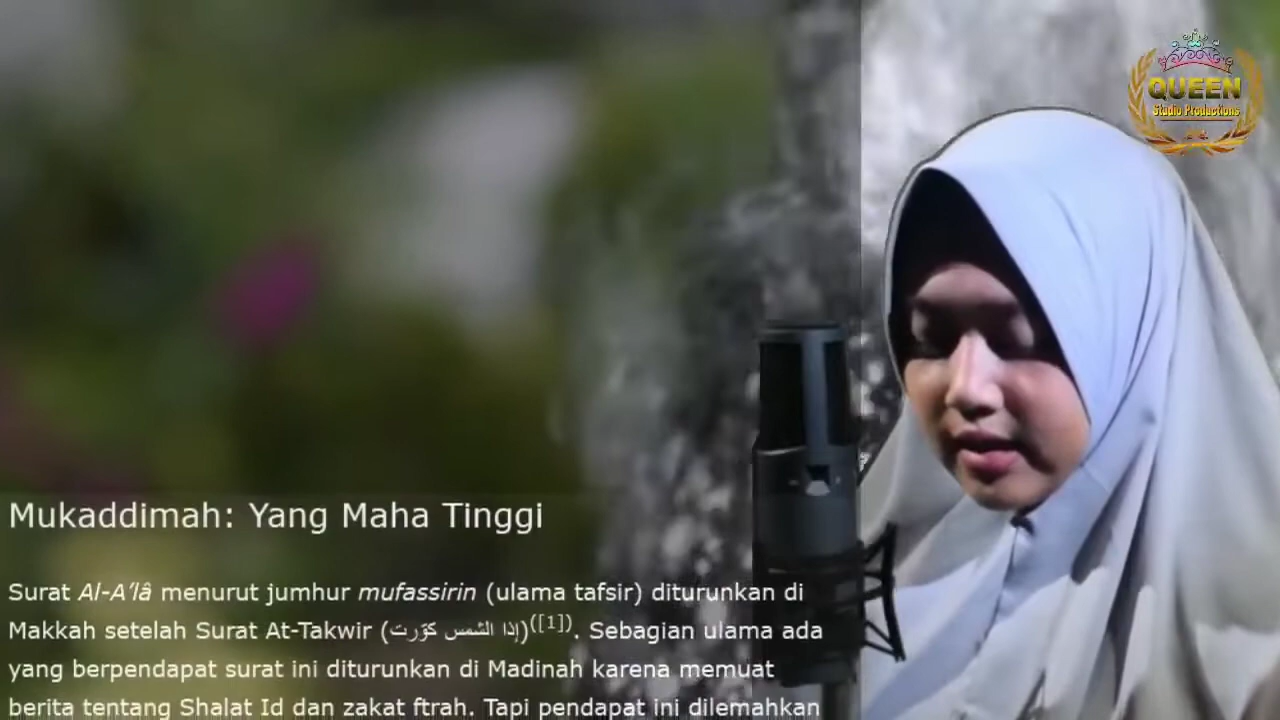 QUEEN
Studio Productions
Mukaddimah: Yang Maha Tinggi
Surat Al-A’lâ menurut jumhur mufassirin (ulama tafsir) diturunkan di
Makkah setelah Surat At-Takwir (إذا الشمس كوّرت)([1]). Sebagian ulama ada
yang berpendapat surat ini diturunkan di Madinah karena memuat
berita tentang Shalat Id dan zakat ftrah. Tapi pendapat ini dilemahkan